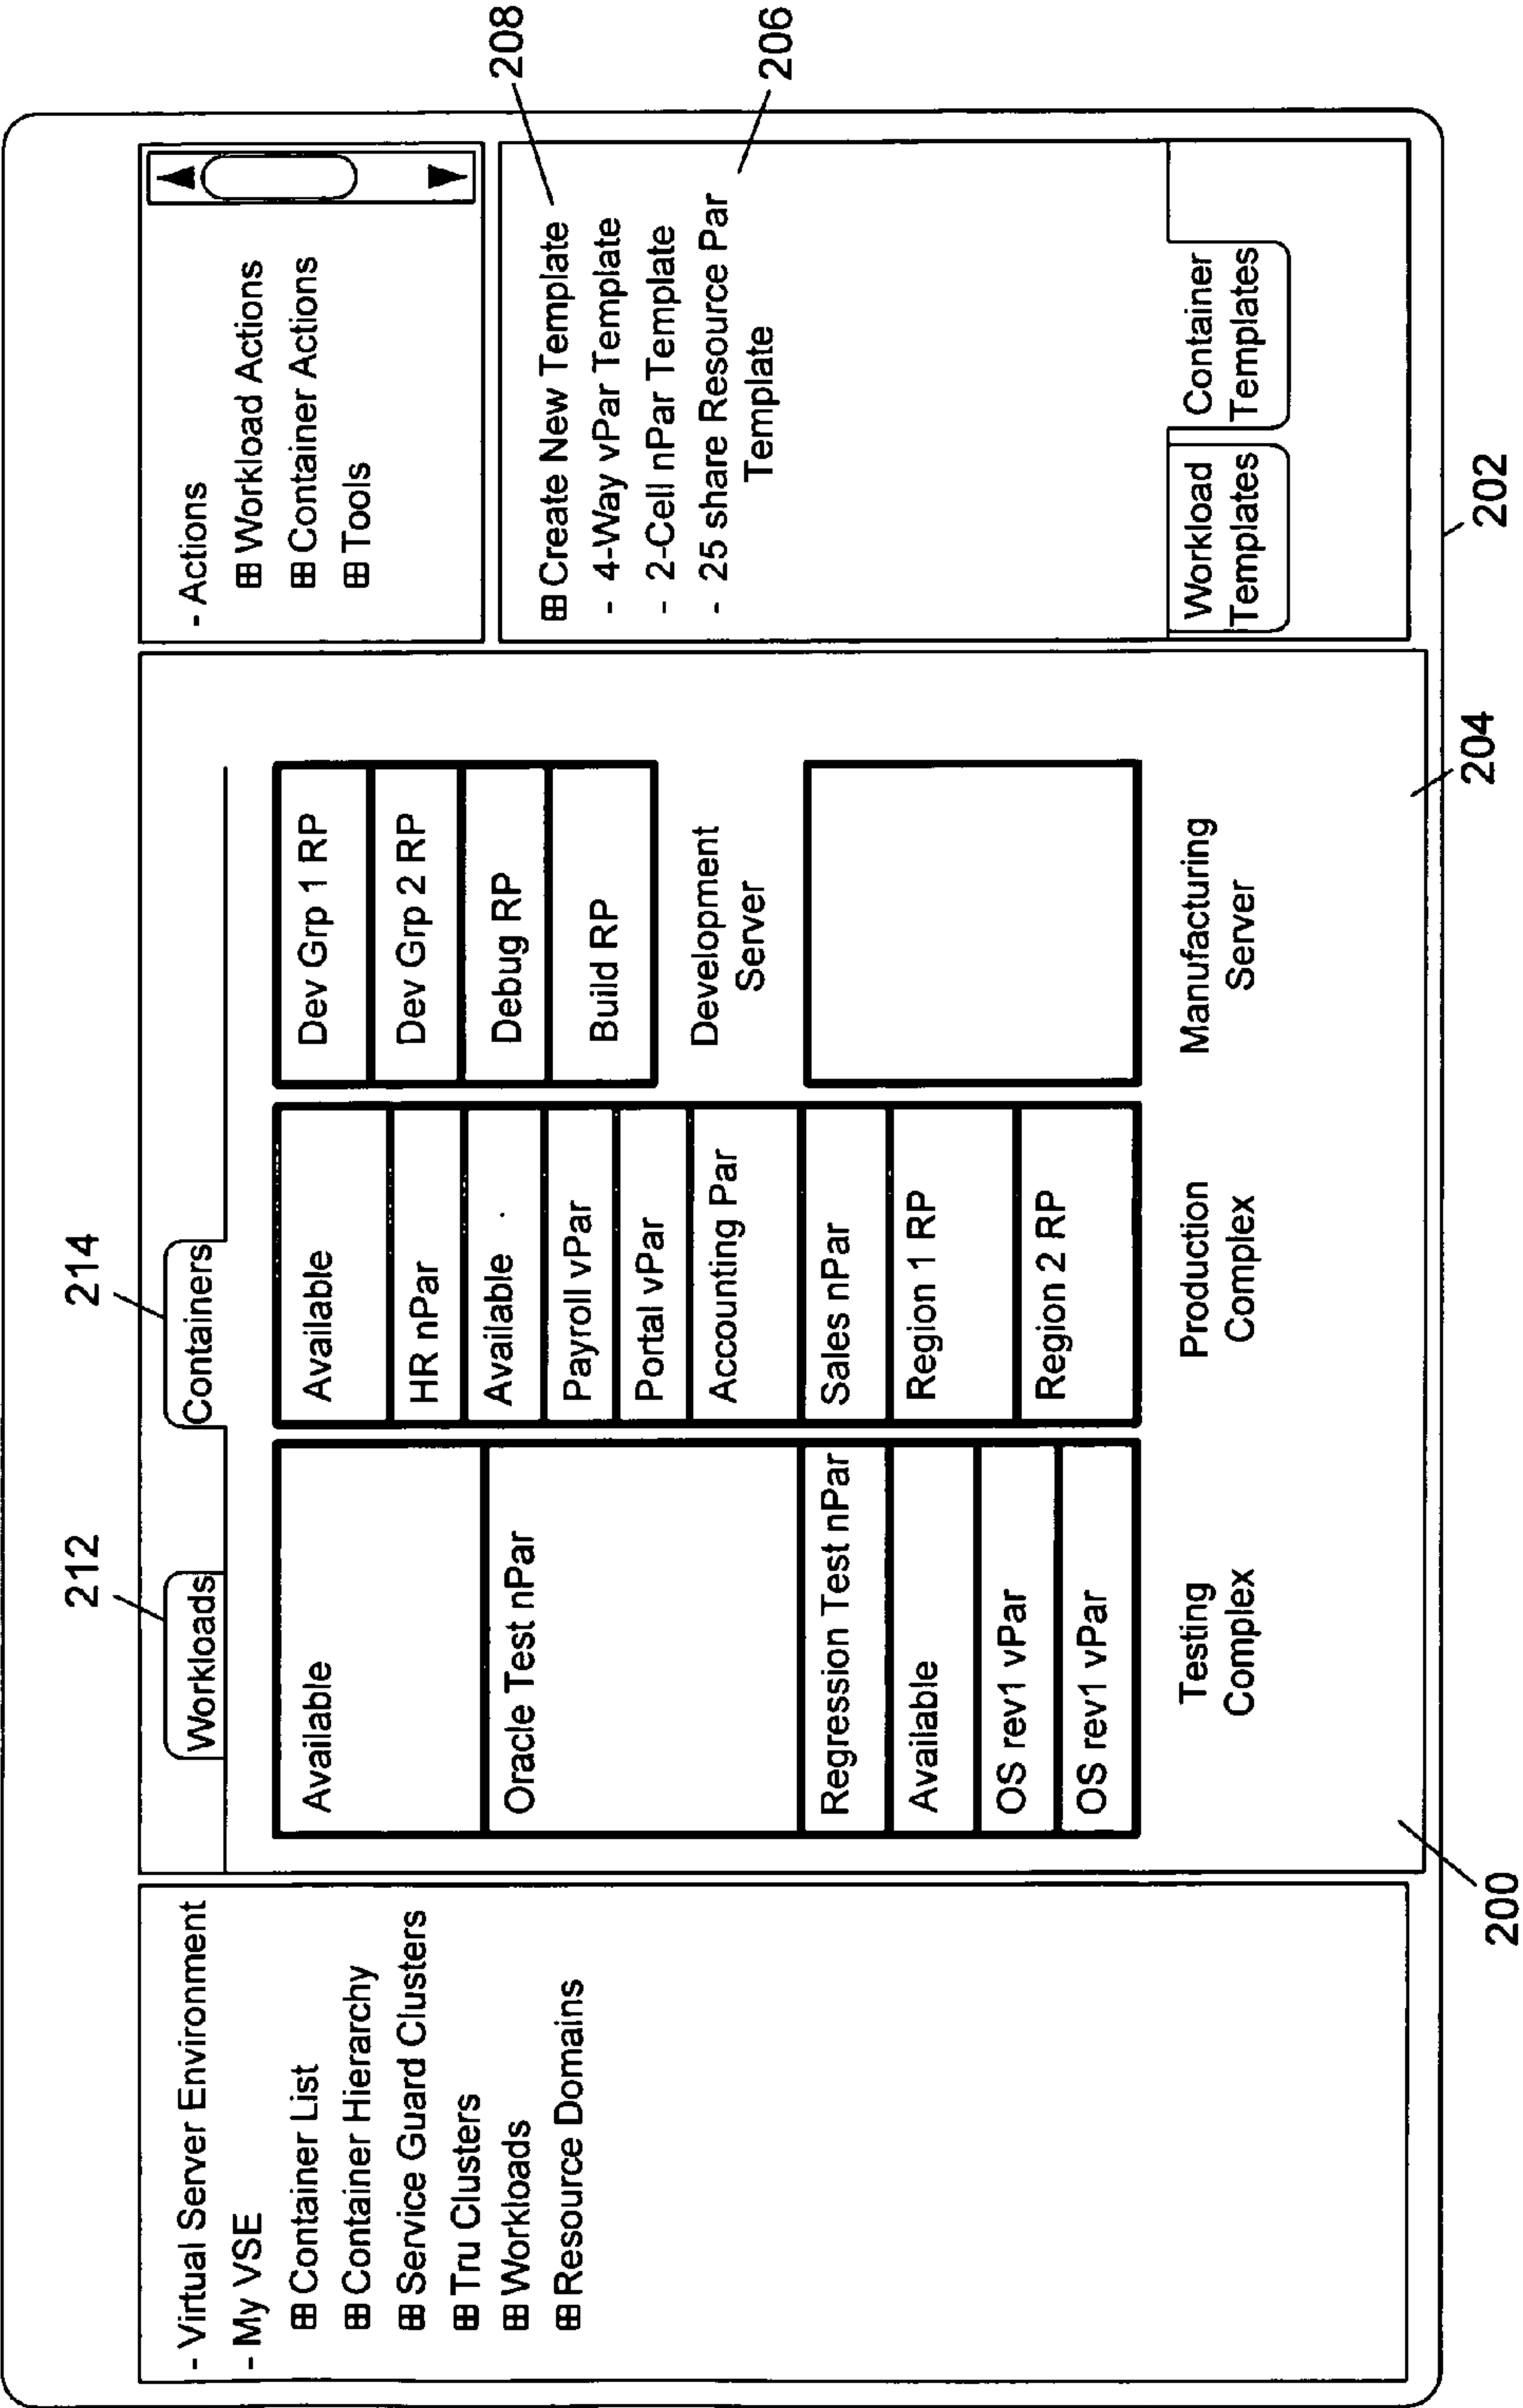 212
214
208
206
- Virtual Server Environment
- My VSE
⊞ Container List
⊞ Container Hierarchy
⊞ Service Guard Clusters
⊞ Tru Clusters
⊞ Workloads
⊞ Resource Domains
Workloads
Containers
Available
Oracle Test nPar
Regression Test nPar
Available
OS rev1 vPar
OS rev1 vPar
Testing
Complex
Available
HR nPar
Available
Payroll vPar
Portal vPar
Accounting Par
Sales nPar
Region 1 RP
Region 2 RP
Production
Complex
Dev Grp 1 RP
Dev Grp 2 RP
Debug RP
Build RP
Development
Server
Manufacturing
Server
- Actions
⊞ Workload Actions
⊞ Container Actions
⊞ Tools
⊞ Create New Template
- 4-Way vPar Template
- 2-Cell nPar Template
- 25 share Resource Par
Template
Workload
Templates
Container
Templates
200
204
202